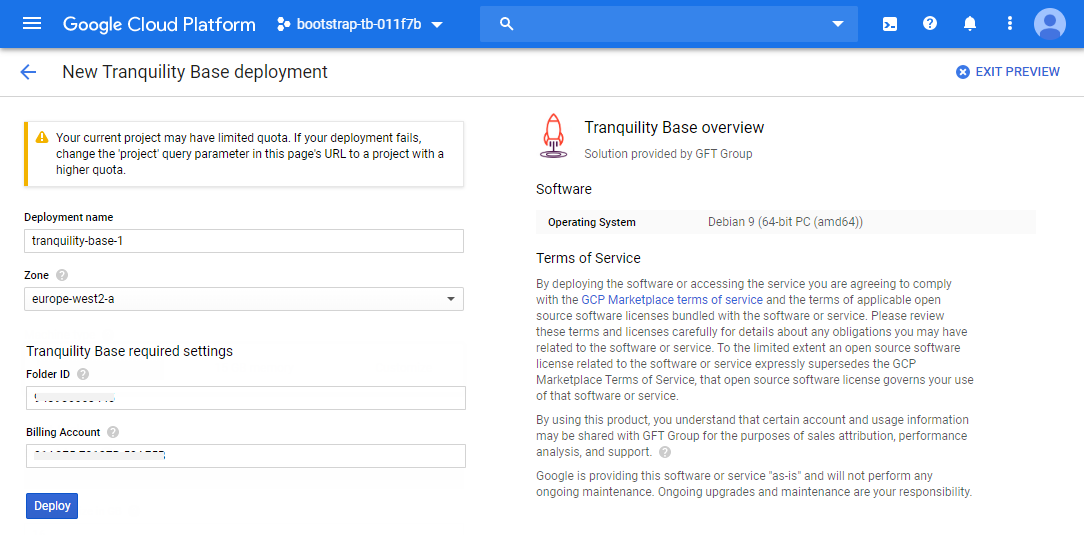 Google Cloud Platform
bootstrap-tb-011f7b
New Tranquility Base deployment
EXIT PREVIEW
Your current project may have limited quota. If your deployment fails,
change the 'project' query parameter in this page's URL to a project with a
higher quota.
Deployment name
tranquility-base-1
Zone
europe-west2-a
Tranquility Base required settings
Folder ID
Billing Account
Deploy
Tranquility Base overview
Solution provided by GFT Group
Software
Operating System Debian 9 (64-bit PC (amd64))
Terms of Service
By deploying the software or accessing the service you are agreeing to comply
with the GCP Marketplace terms of service and the terms of applicable open
source software licenses bundled with the software or service. Please review
these terms and licenses carefully for details about any obligations you may have
related to the software or service. To the limited extent an open source software
license related to the software or service expressly supersedes the GCP
Marketplace Terms of Service, that open source software license governs your use
of that software or service.
By using this product, you understand that certain account and usage information
may be shared with GFT Group for the purposes of sales attribution, performance
analysis, and support.
Google is providing this software or service "as-is" and will not perform any
ongoing maintenance. Ongoing upgrades and maintenance are your responsibility.